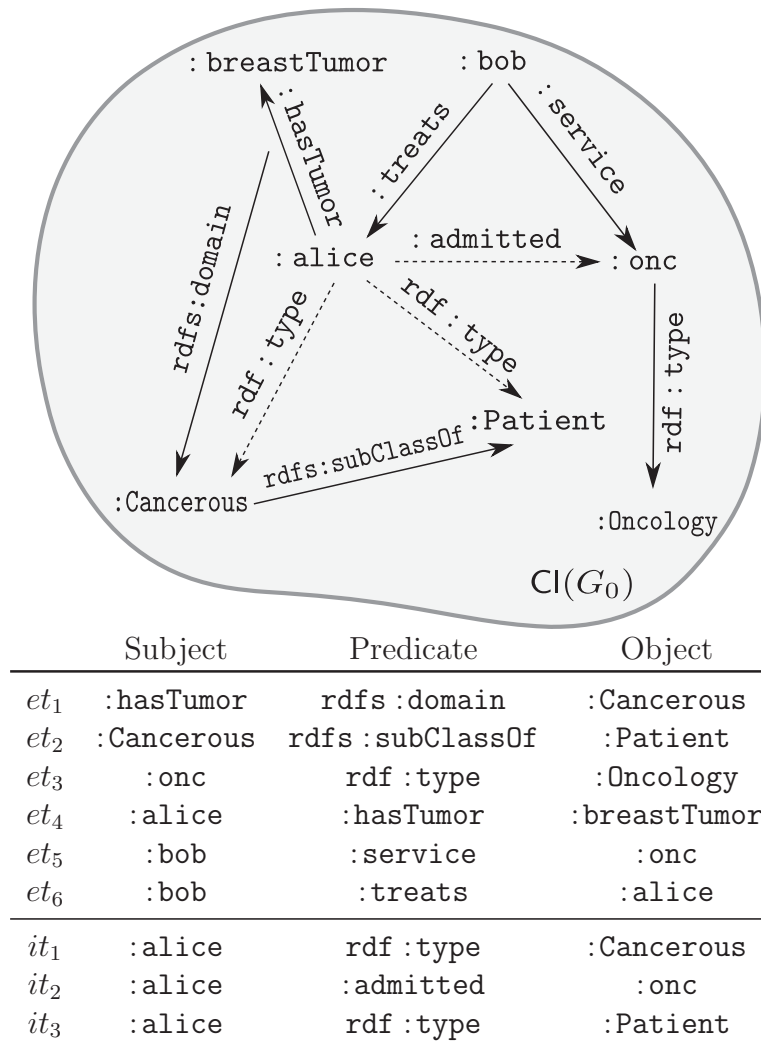 :breastTumor :bob
:hasTumor
:treats
:service
rdfs:domain
:alice :admitted :onc
rdf:type
rdf:type
rdf:type
:Patient
rdfs:subClassOf
:Cancerous
:Oncology
Cl(G₀)
Subject Predicate Object
et₁ :hasTumor rdfs:domain :Cancerous
et₂ :Cancerous rdfs:subClassOf :Patient
et₃ :onc rdf:type :Oncology
et₄ :alice :hasTumor :breastTumor
et₅ :bob :service :onc
et₆ :bob :treats :alice
it₁ :alice rdf:type :Cancerous
it₂ :alice :admitted :onc
it₃ :alice rdf:type :Patient